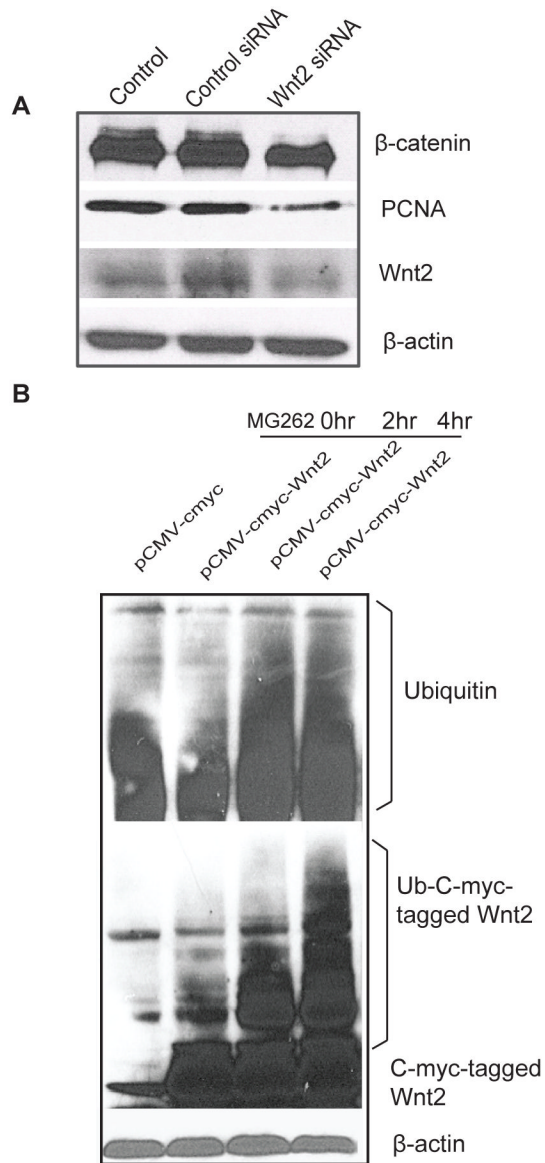 A
Control
Control siRNA
Wnt2 siRNA
β-catenin
PCNA
Wnt2
β-actin
B
MG262 0hr 2hr 4hr
pCMV-cmyc
pCMV-cmyc-Wnt2
pCMV-cmyc-Wnt2
pCMV-cmyc-Wnt2
Ubiquitin
Ub-C-myc-
tagged Wnt2
C-myc-tagged
Wnt2
β-actin